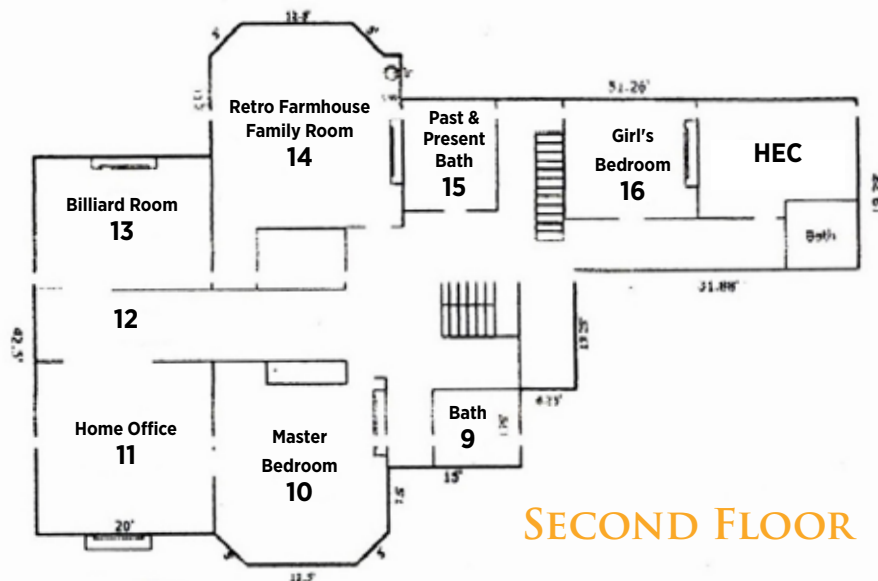 51.26'
Retro Farmhouse
Family Room
14
Past &
Present
Bath
15
Girl's
Bedroom
16
HEC
Billiard Room
13
Bath
31.88'
12
42.5'
Home Office
11
Master
Bedroom
10
Bath
9
15'
20'
SECOND FLOOR